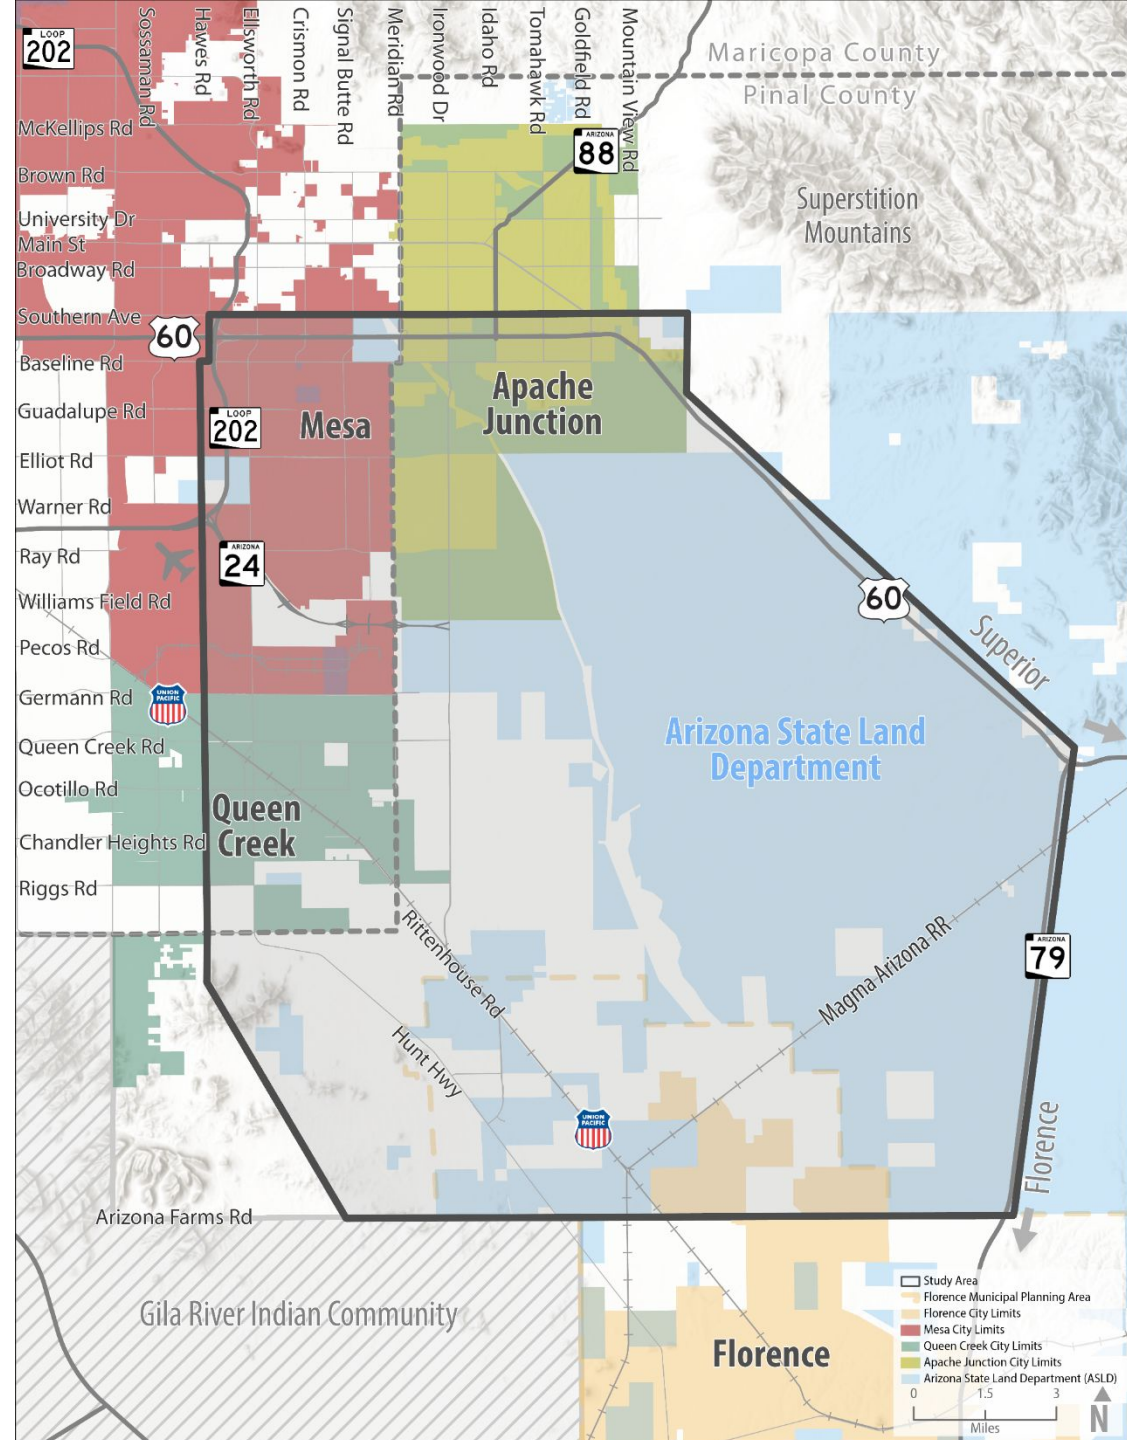 LOOP
202
Sossaman Rd
Hawes Rd
Ellsworth Rd
Crismon Rd
Signal Butte Rd
Meridian Rd
Ironwood Dr
Idaho Rd
Tomahawk Rd
Goldfield Rd
Mountain View Rd
Maricopa County
Pinal County
McKellips Rd
ARIZONA
88
Brown Rd
Superstition
Mountains
University Dr
Main St
Broadway Rd
Southern Ave
60
Baseline Rd
Apache
Junction
Guadalupe Rd
LOOP
202
Mesa
Elliot Rd
Warner Rd
Ray Rd
ARIZONA
24
Williams Field Rd
60
Superior
Pecos Rd
Germann Rd
UNION
PACIFIC
Arizona State Land
Department
Queen Creek Rd
Ocotillo Rd
Queen
Creek
Chandler Heights Rd
Riggs Rd
Rittenhouse Rd
Magma Arizona RR
ARIZONA
79
Hunt Hwy
UNION
PACIFIC
Florence
Arizona Farms Rd
Gila River Indian Community
Florence
Study Area
Florence Municipal Planning Area
Florence City Limits
Mesa City Limits
Queen Creek City Limits
Apache Junction City Limits
Arizona State Land Department (ASLD)
0 1.5 3
Miles
N